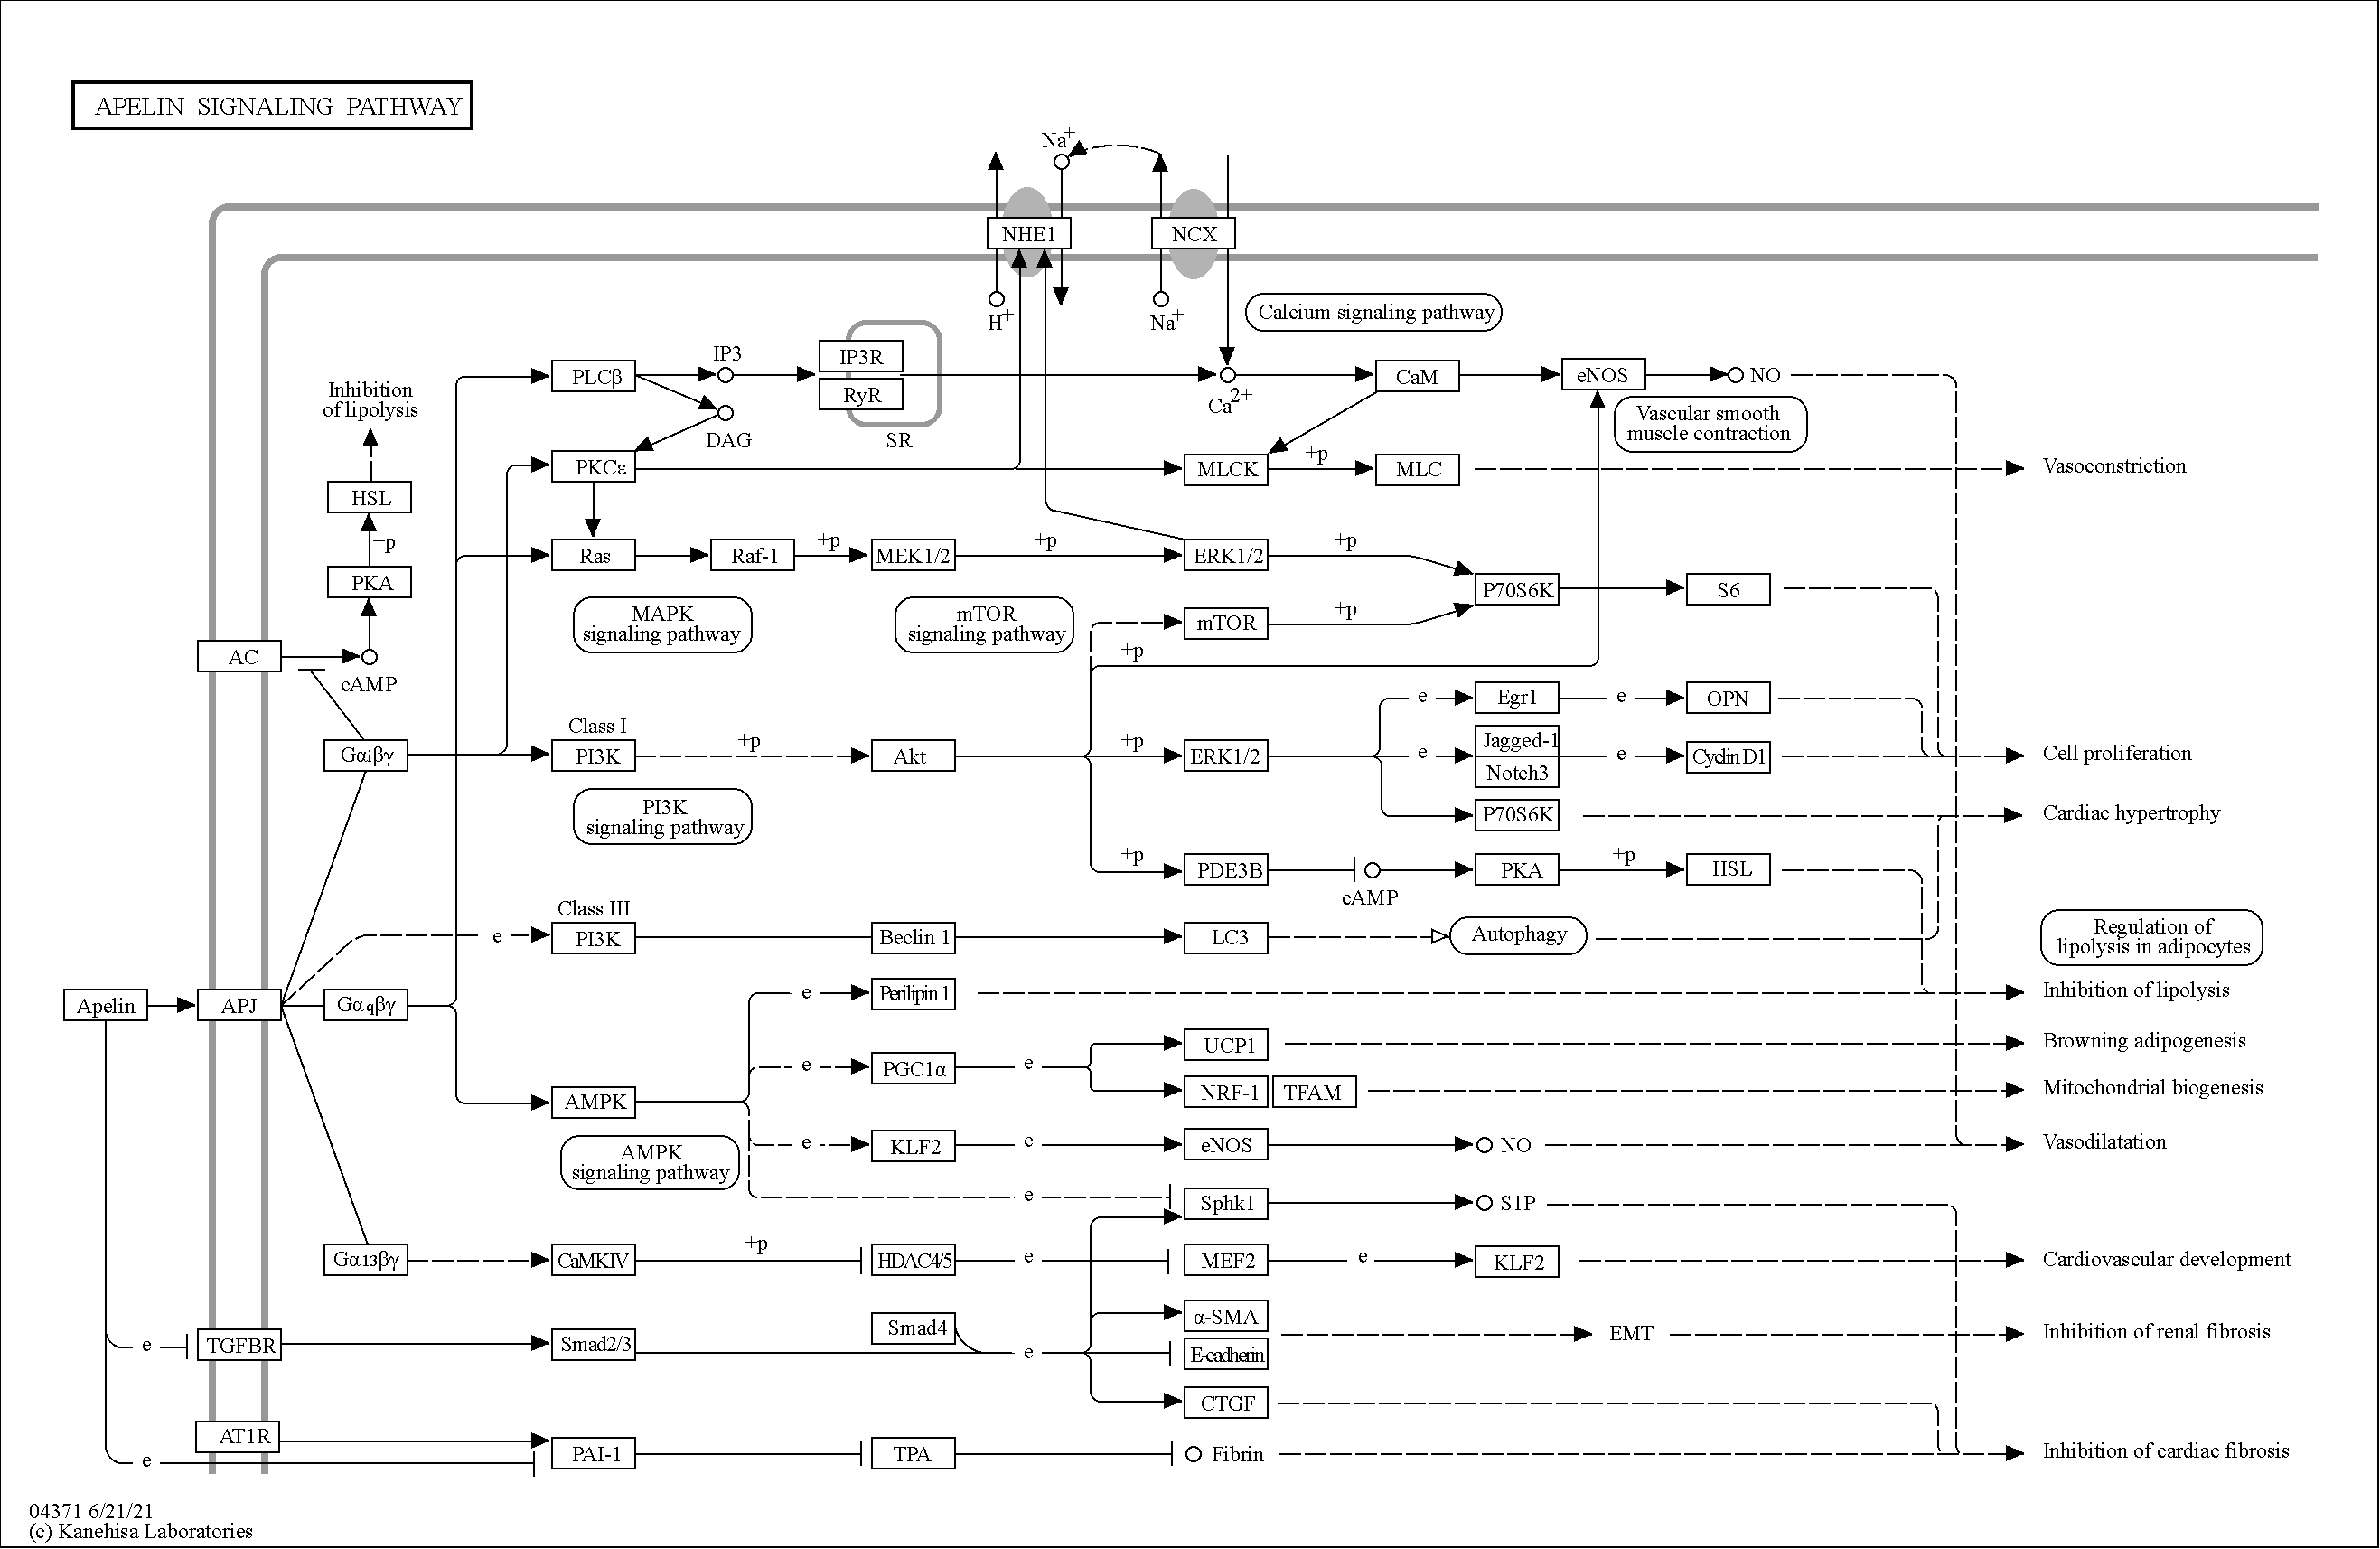 APELIN SIGNALING PATHWAY
Na+
NHE1
NCX
H+
Na+
Calcium signaling pathway
Inhibition
of lipolysis
PLCβ
IP3
IP3R
RyR
SR
DAG
Ca2+
CaM
eNOS
NO
Vascular smooth
muscle contraction
HSL
PKCε
MLCK
+p
MLC
Vasoconstriction
+p
PKA
Ras
Raf-1
+p
MEK1/2
+p
ERK1/2
+p
P70S6K
S6
MAPK
signaling pathway
mTOR
signaling pathway
mTOR
+p
AC
cAMP
+p
Gαiβγ
Class I
PI3K
+p
Akt
+p
ERK1/2
e
Egr1
e
OPN
e
Jagged-1
Notch3
e
Cyclin D1
Cell proliferation
P70S6K
Cardiac hypertrophy
PI3K
signaling pathway
+p
PDE3B
cAMP
PKA
+p
HSL
Class III
e
PI3K
Beclin 1
LC3
Autophagy
Regulation of
lipolysis in adipocytes
Apelin
APJ
Gαqβγ
e
Perilipin 1
Inhibition of lipolysis
e
PGC1α
e
UCP1
Browning adipogenesis
NRF-1
TFAM
Mitochondrial biogenesis
AMPK
AMPK
signaling pathway
e
KLF2
e
eNOS
NO
Vasodilatation
e
Sphk1
S1P
Gα13βγ
CaMKIV
+p
HDAC4/5
e
MEF2
e
KLF2
Cardiovascular development
e
TGFBR
Smad2/3
Smad4
e
α-SMA
E-cadherin
EMT
Inhibition of renal fibrosis
CTGF
AT1R
e
PAI-1
TPA
Fibrin
Inhibition of cardiac fibrosis
04371 6/21/21
(c) Kanehisa Laboratories